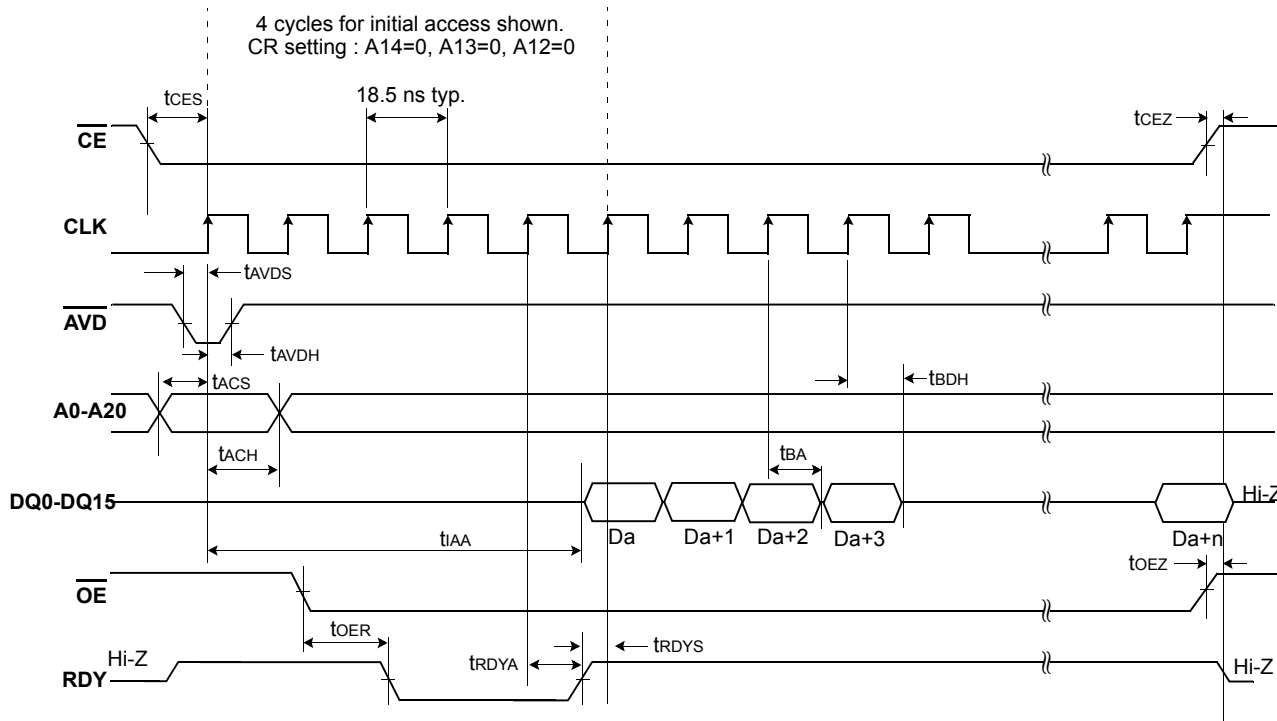 4 cycles for initial access shown.
CR setting : A14=0, A13=0, A12=0
18.5 ns typ.
tCES
tCEZ
CE
CLK
tAVDS
AVD
tAVDH
tACS
tBDH
A0-A20
tACH
tBA
DQ0-DQ15
Hi-Z
Da
Da+1
Da+2
Da+3
Da+n
tIAA
tOEZ
OE
tOER
tRDYA
tRDYS
Hi-Z
Hi-Z
RDY